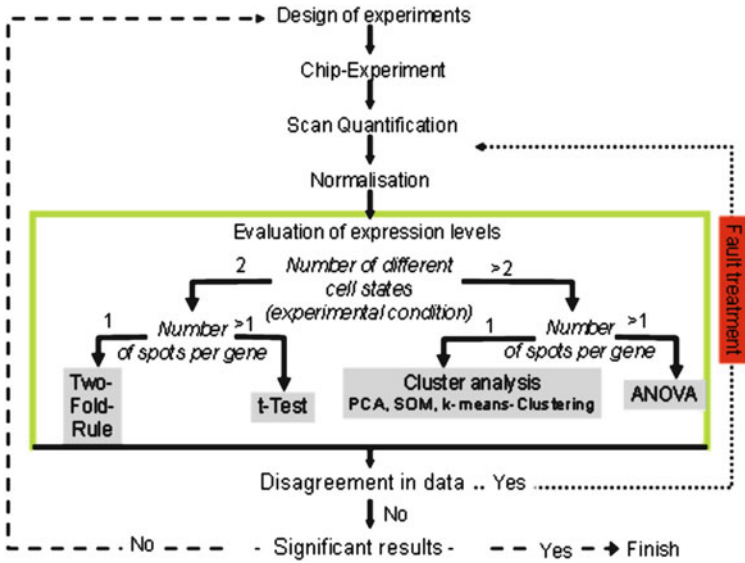 Design of experiments
Chip-Experiment
Scan Quantification
Normalisation
Evaluation of expression levels
2
Number of different
cell states
(experimental condition)
>2
1
Number
of spots per gene
>1
1
Number
of spots per gene
>1
Two-
Fold-
Rule
t-Test
Cluster analysis
PCA, SOM, k-means-Clustering
ANOVA
Fault treatment
Disagreement in data .. Yes
No
No
- Significant results -
Yes
Finish